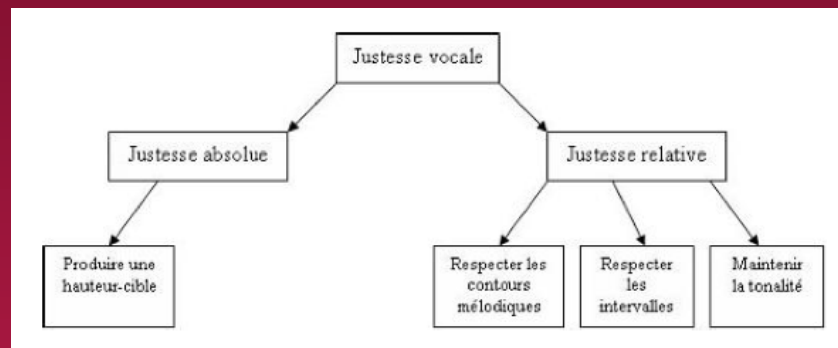 Justesse vocale
Justesse absolue
Justesse relative
Produire une
hauteur-cible
Respecter les
contours
mélodiques
Respecter
les
intervalles
Maintenir
la tonalité